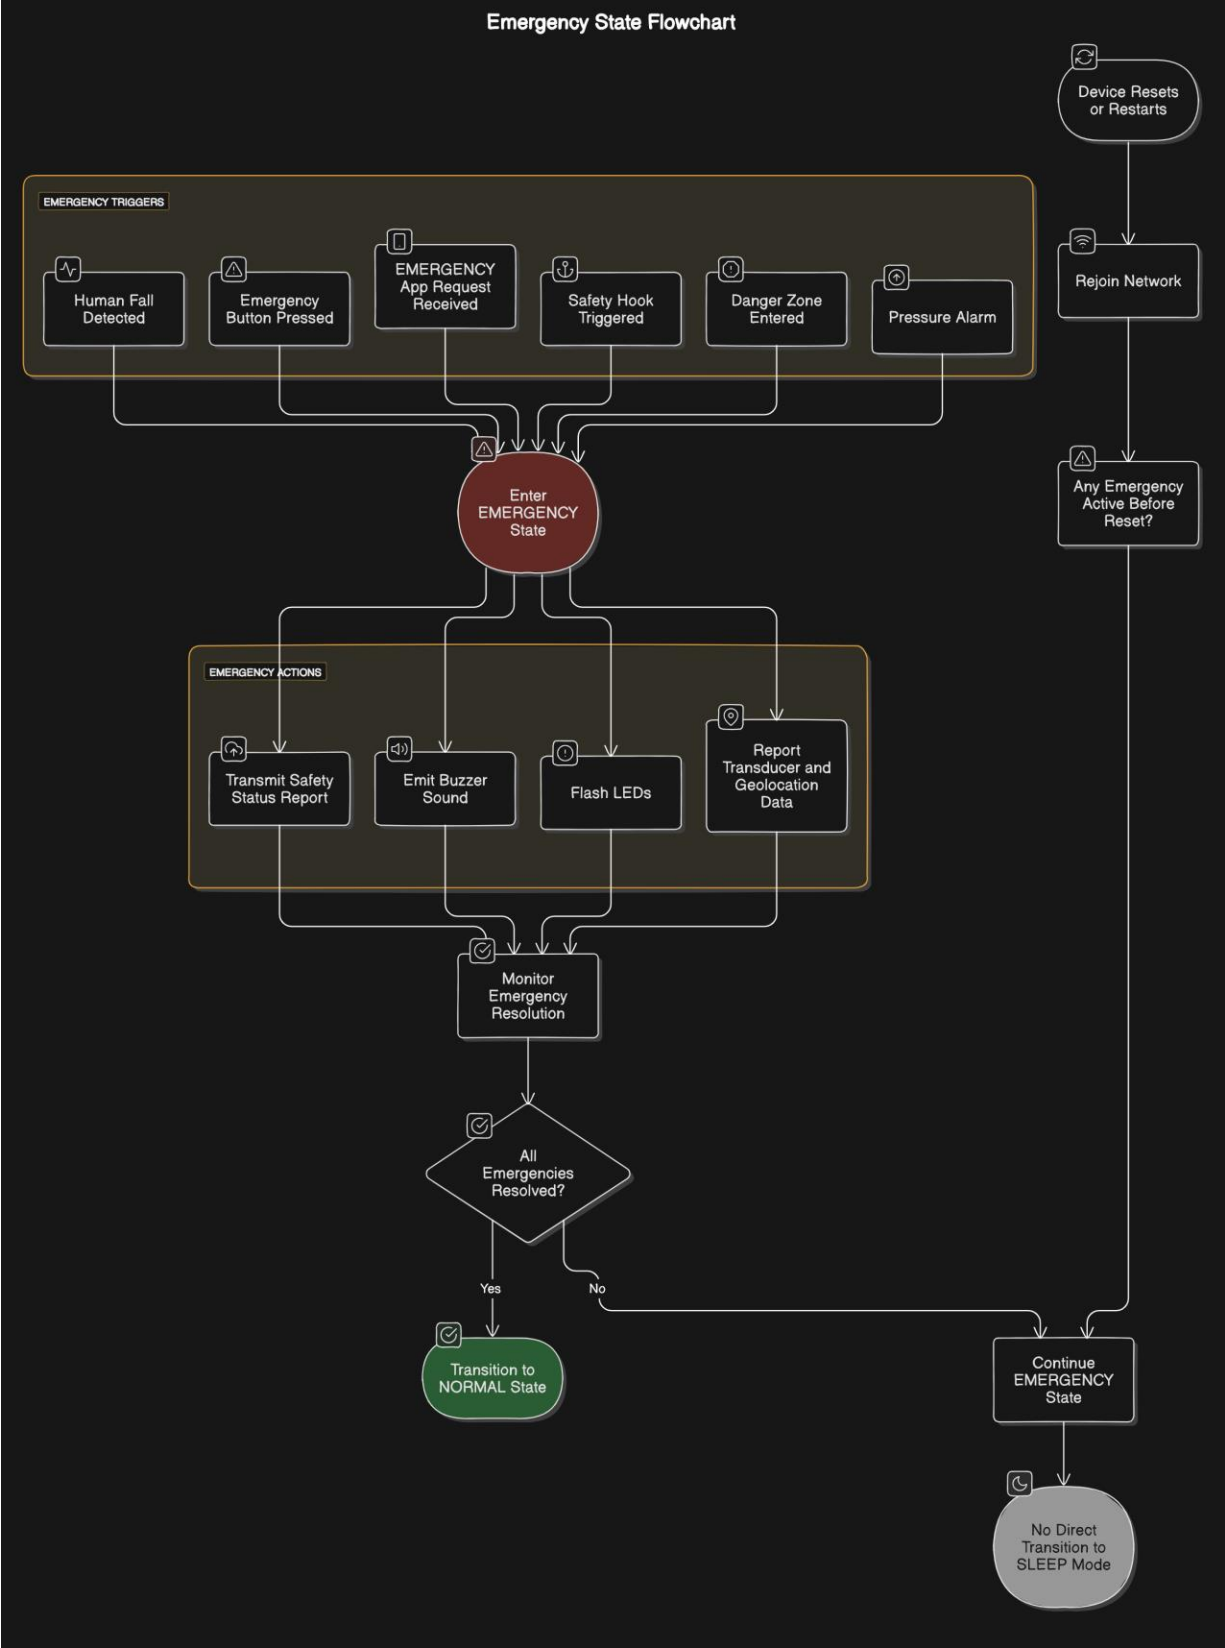 Emergency State Flowchart
Device Resets
or Restarts
EMERGENCY TRIGGERS
Human Fall
Detected
Emergency
Button Pressed
EMERGENCY
App Request
Received
Safety Hook
Triggered
Danger Zone
Entered
Pressure Alarm
Rejoin Network
Enter
EMERGENCY
State
Any Emergency
Active Before
Reset?
EMERGENCY ACTIONS
Transmit Safety
Status Report
Emit Buzzer
Sound
Flash LEDs
Report
Transducer and
Geolocation
Data
Monitor
Emergency
Resolution
All
Emergencies
Resolved?
Yes
No
Transition to
NORMAL State
Continue
EMERGENCY
State
No Direct
Transition to
SLEEP Mode